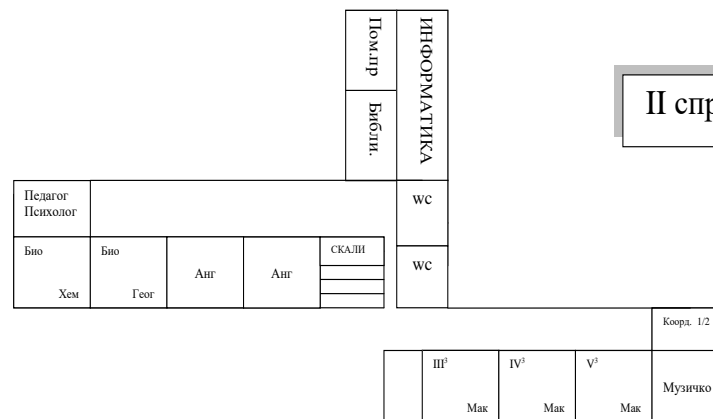 Пом.пр
Библи.
ИНФОРМАТИКА
II спр
Педагог
Психолог
wc
wc
Био
Хем
Био
Геог
Анг
Анг
СКАЛИ
Коорд. 1/2
III³
Мак
IV³
Мак
V³
Мак
Музичко